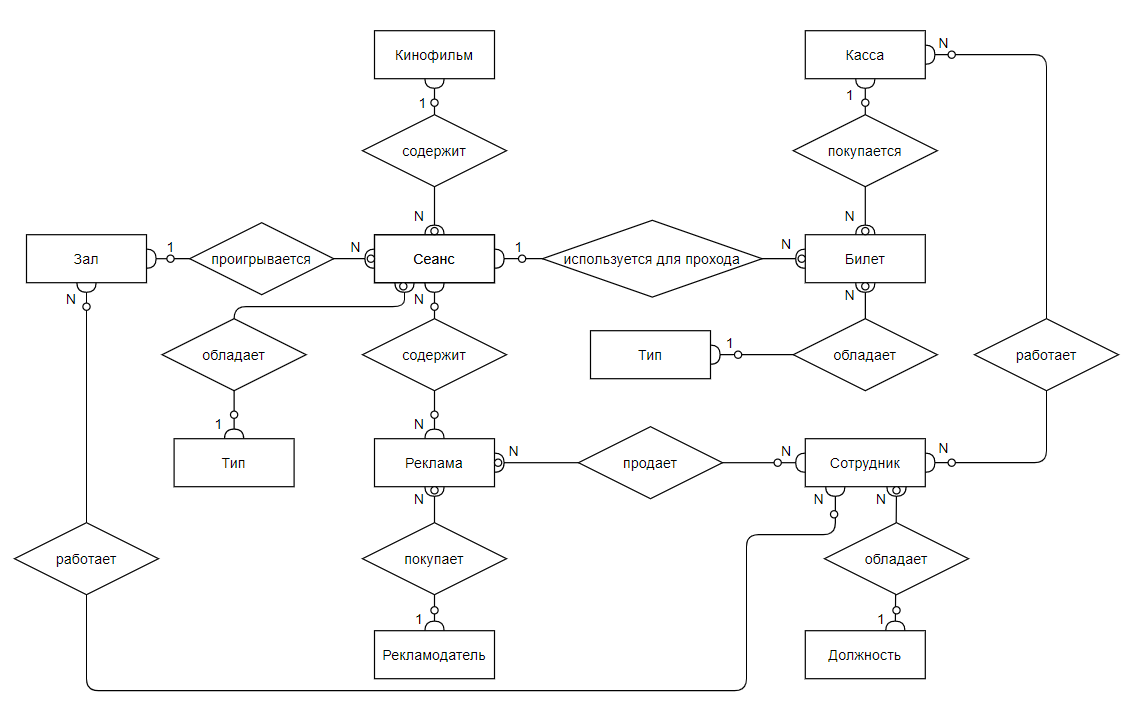 Кинофильм
Касса
N
1
1
содержит
покупается
N
N
Зал
1
проигрывается
N
Сеанс
1
используется для прохода
N
Билет
N
N
N
обладает
содержит
Тип
1
обладает
работает
1
N
Тип
Реклама
N
продает
N
Сотрудник
N
N
N
N
работает
покупает
обладает
1
1
Рекламодатель
Должность